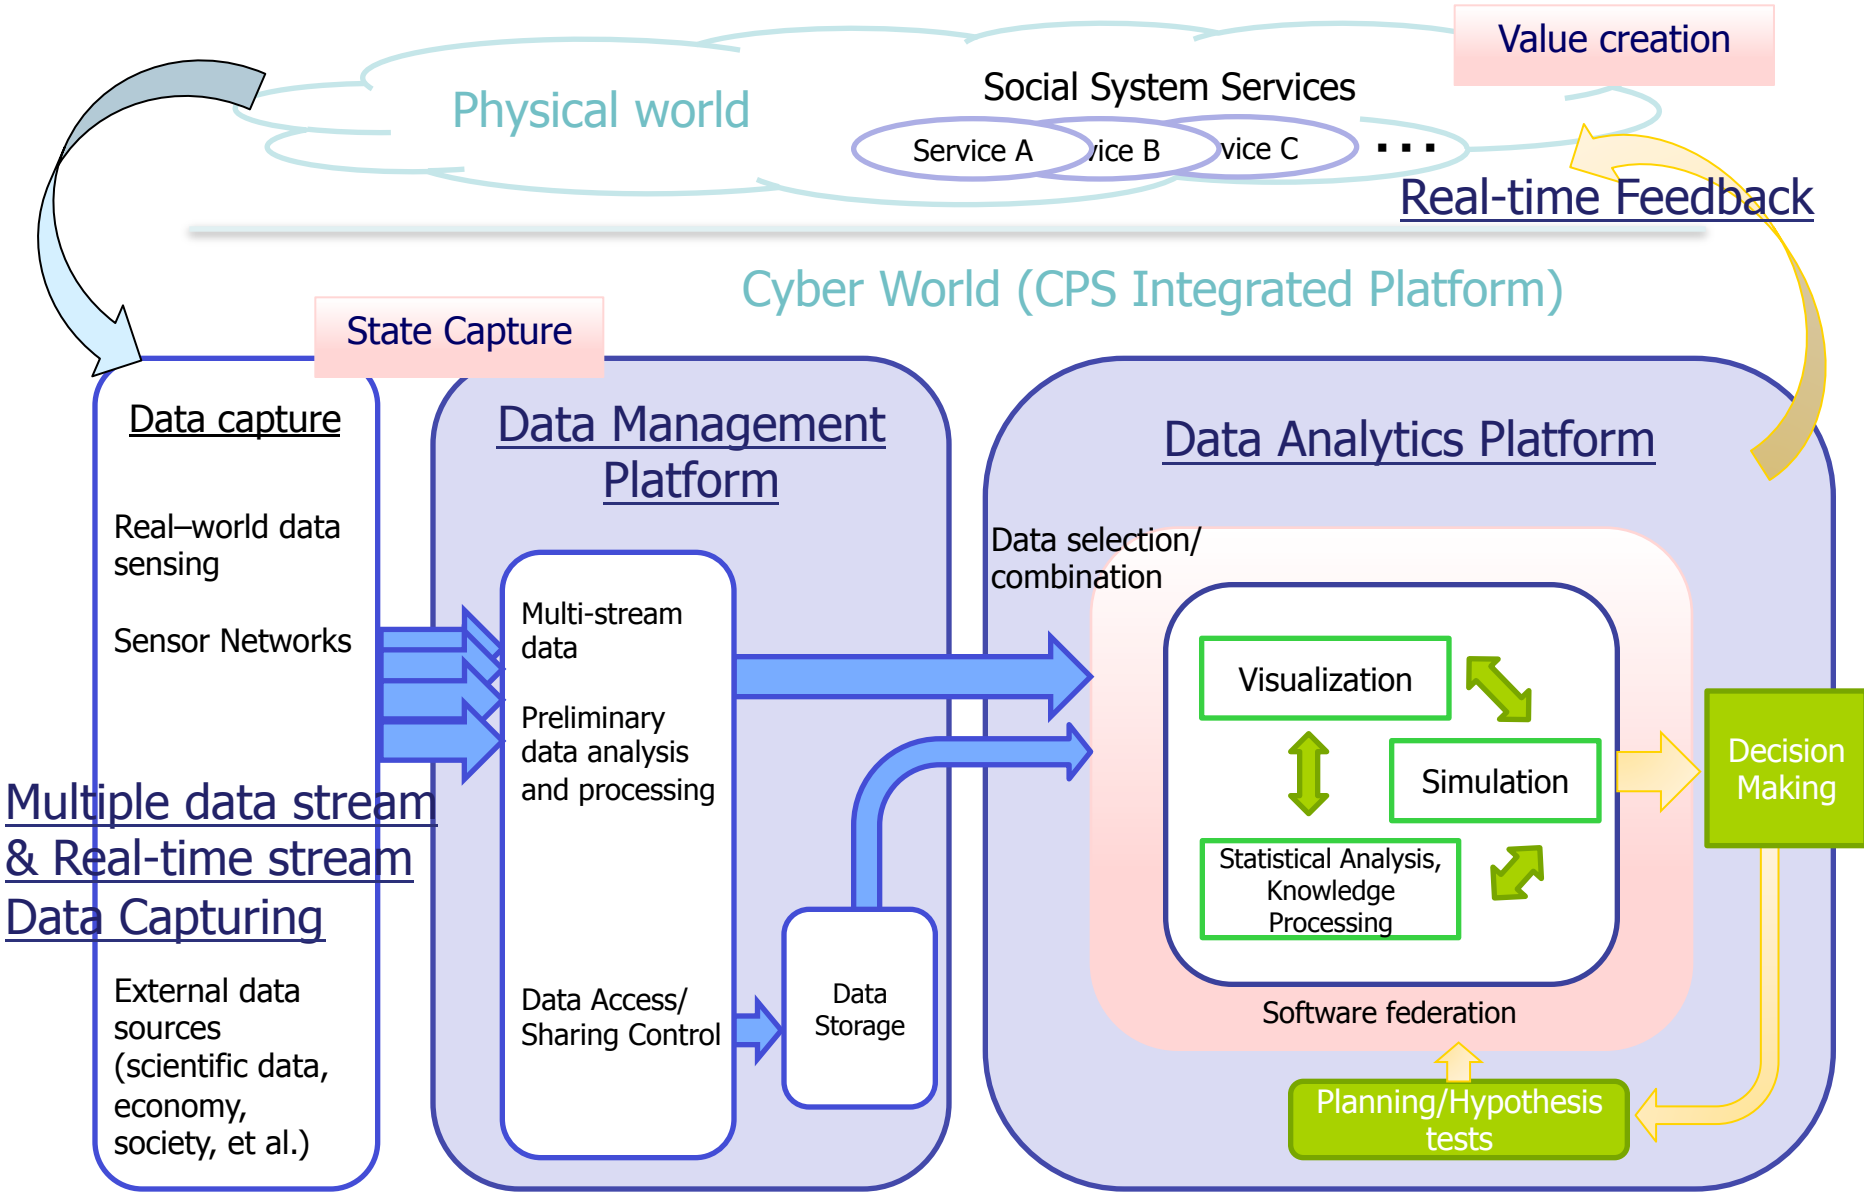 Value creation
Physical world
Social System Services
Service A
vice B
vice C
...
Real-time Feedback
Cyber World (CPS Integrated Platform)
State Capture
Data capture
Real–world data
sensing
Sensor Networks
Multiple data stream
& Real-time stream
Data Capturing
External data
sources
(scientific data,
economy,
society, et al.)
Data Management
Platform
Multi-stream
data
Preliminary
data analysis
and processing
Data Access/
Sharing Control
Data
Storage
Data Analytics Platform
Data selection/
combination
Visualization
Simulation
Statistical Analysis,
Knowledge
Processing
Software federation
Decision
Making
Planning/Hypothesis
tests